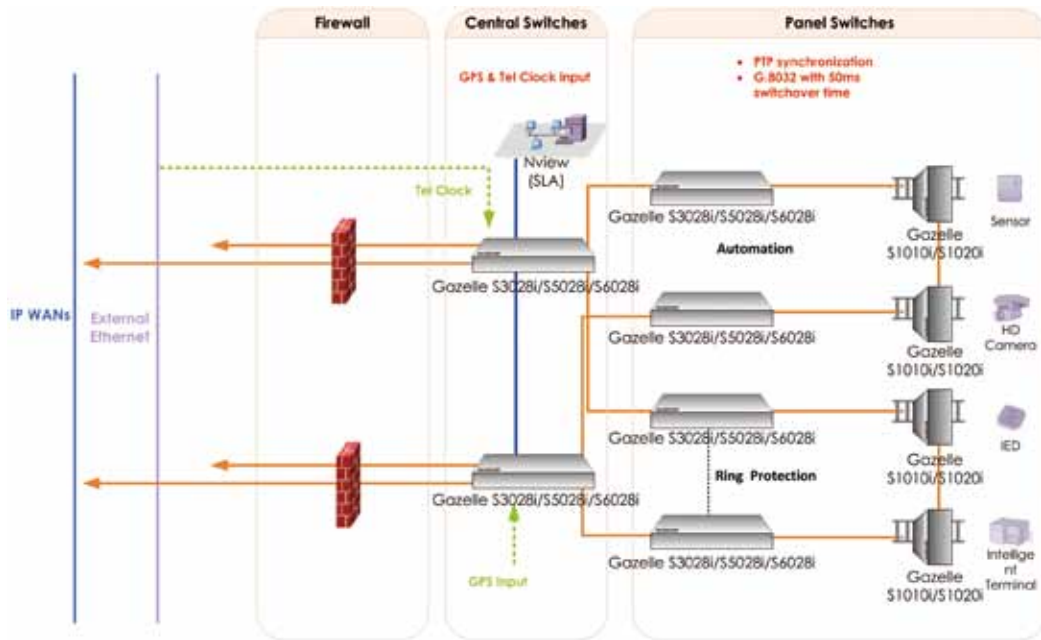 Firewall
Central Switches
Panel Switches
GPS & Tel Clock Input
• PTP synchronization
• G.8032 with 50ms
switchover time
Nview
(SLA)
Tel Clock
Gazelle S3028i/S5028i/S6028i
Gazelle
S1010i/S1020i
Sensor
Automation
Gazelle S3028i/S5028i/S6028i
IP WANs
External
Ethernet
Gazelle S3028i/S5028i/S6028i
Gazelle
S1010i/S1020i
HD
Camera
Gazelle S3028i/S5028i/S6028i
Gazelle
S1010i/S1020i
IED
Ring Protection
Gazelle S3028i/S5028i/S6028i
GPS Input
Gazelle S3028i/S5028i/S6028i
Gazelle
S1010i/S1020i
Intellige
nt
Terminal